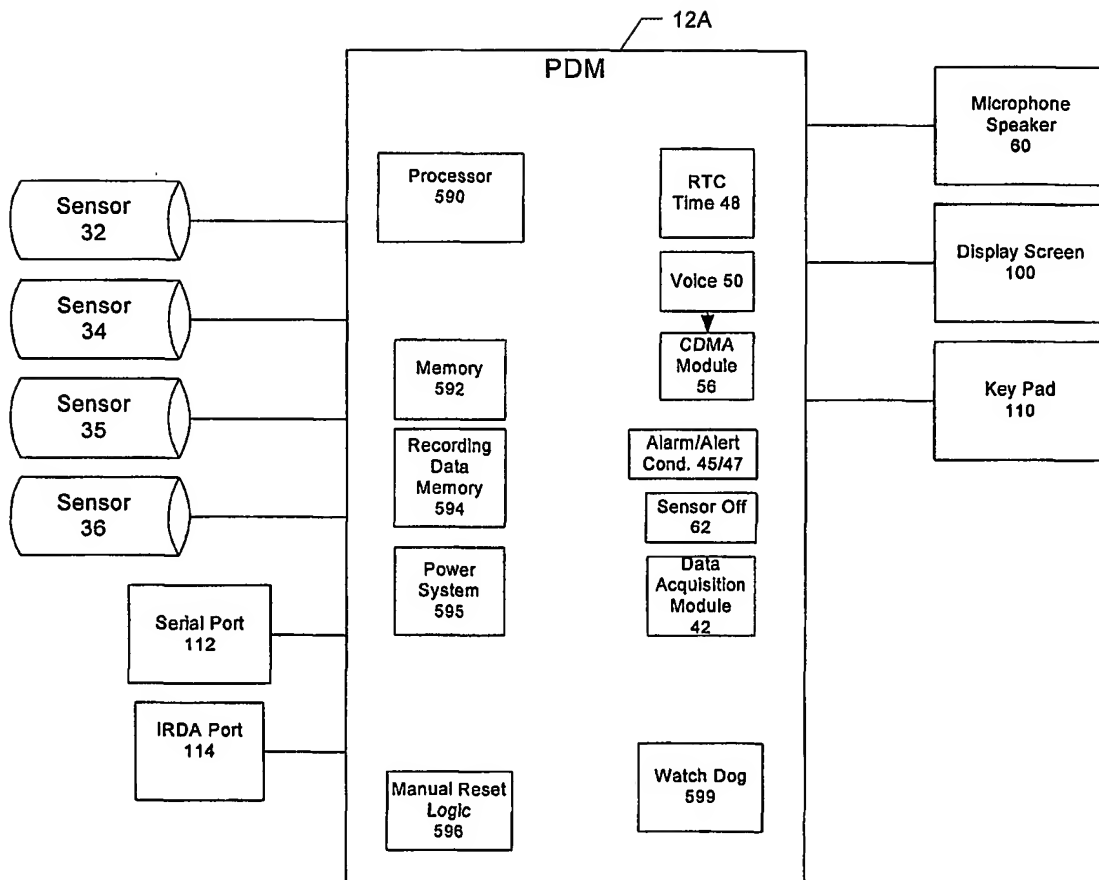 12A
PDM
Sensor
32
Sensor
34
Sensor
35
Sensor
36
Serial Port
112
IRDA Port
114
Processor
590
Memory
592
Recording
Data
Memory
594
Power
System
595
Manual Reset
Logic
596
RTC
Time 48
Voice 50
CDMA
Module
56
Alarm/Alert
Cond. 45/47
Sensor Off
62
Data
Acquisition
Module
42
Watch Dog
599
Microphone
Speaker
60
Display Screen
100
Key Pad
110